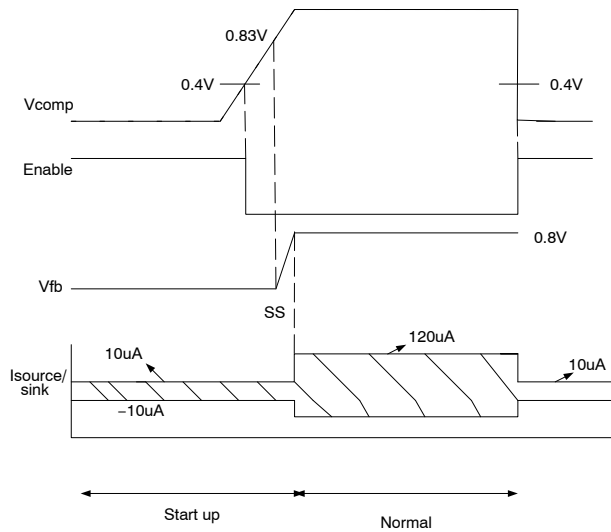 0.83V
0.4V
0.4V
Vcomp
Enable
0.8V
Vfb
SS
120uA
10uA
10uA
Isource/
sink
−10uA
Start up
Normal